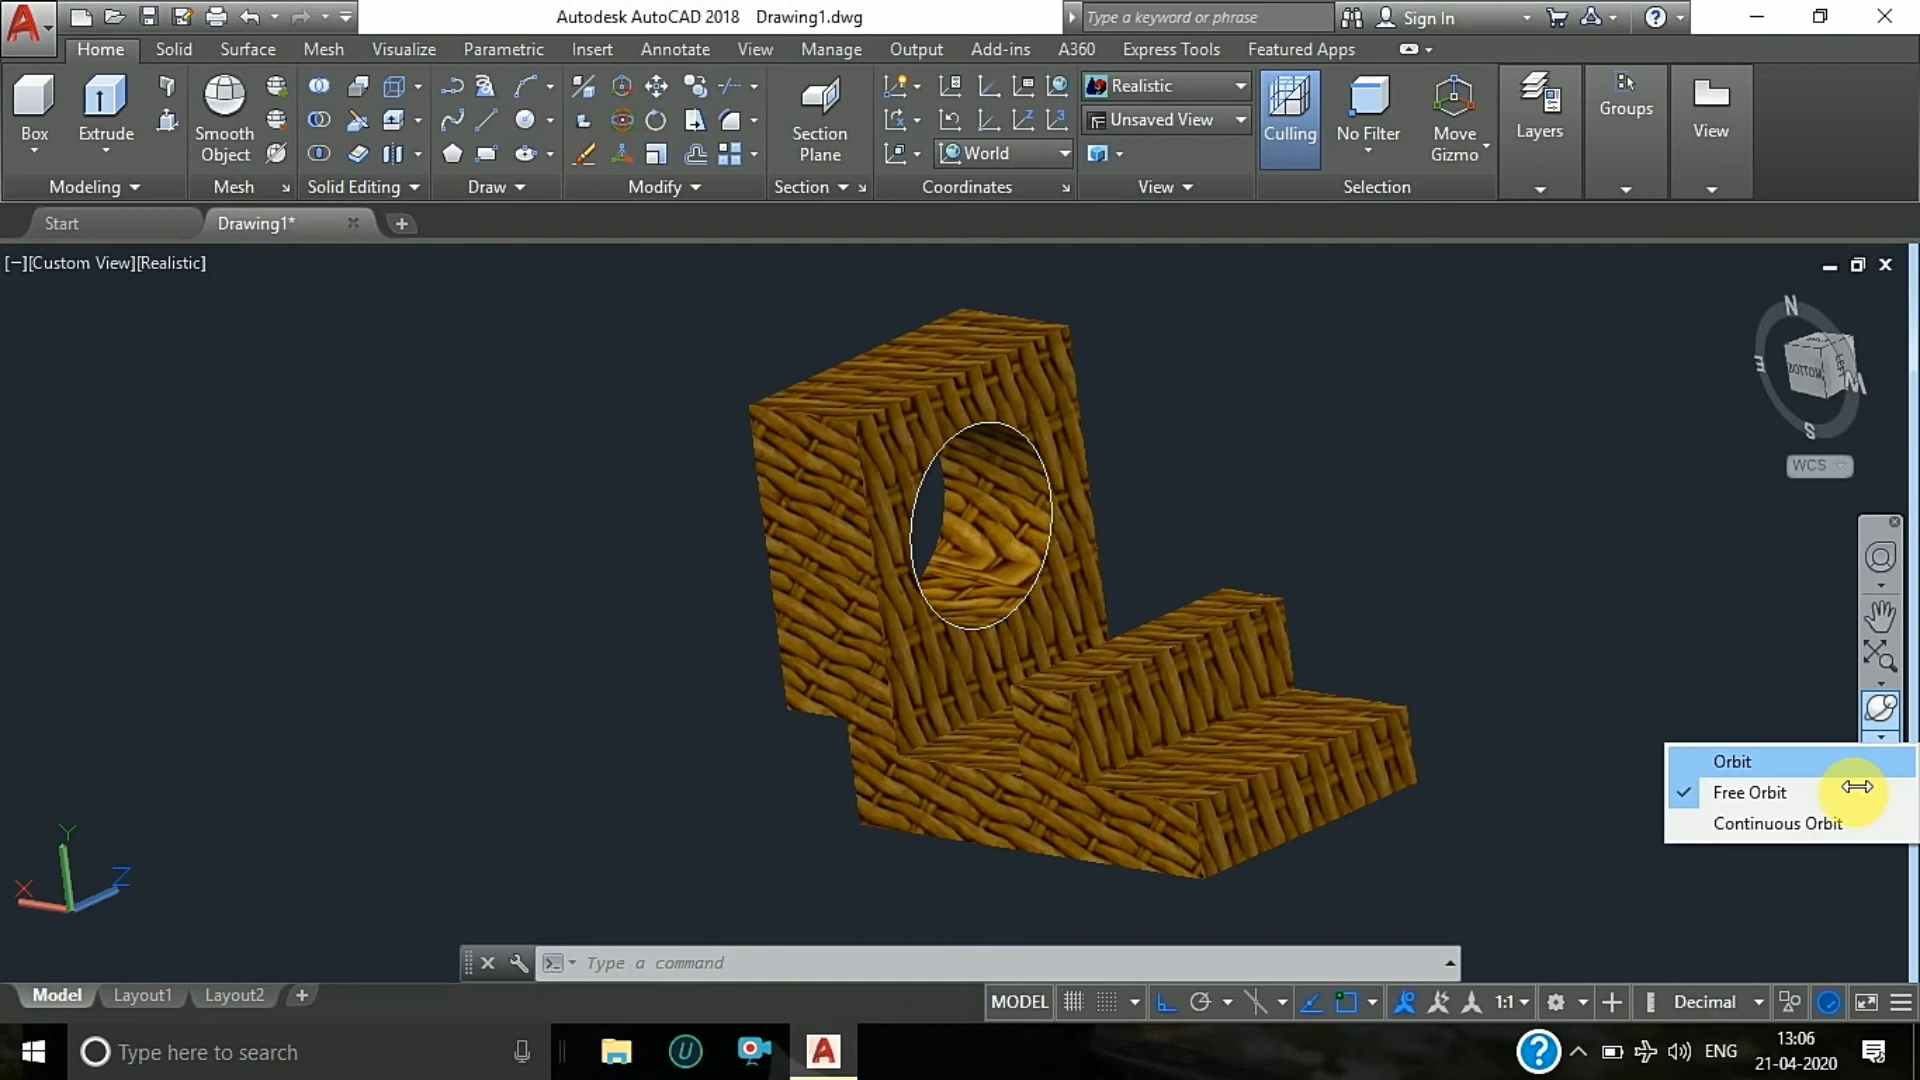 Autodesk AutoCAD 2018 Drawing1.dwg
Type a keyword or phrase
Sign In
Home Solid Surface Mesh Visualize Parametric Insert Annotate View Manage Output Add-ins A360 Express Tools Featured Apps
Box
Extrude
Smooth Object
Section Plane
Realistic
Unsaved View
World
Culling
No Filter
Move Gizmo
Layers
Groups
View
Modeling Mesh Solid Editing Draw Modify Section Coordinates View Selection
Start Drawing1*
[−][Custom View][Realistic]
N
E
BOTTOM
LEFT
W
S
WCS
Orbit
Free Orbit
Continuous Orbit
Y
X
Z
Type a command
Model Layout1 Layout2
MODEL 1:1 Decimal
Type here to search
ENG
13:06
21-04-2020